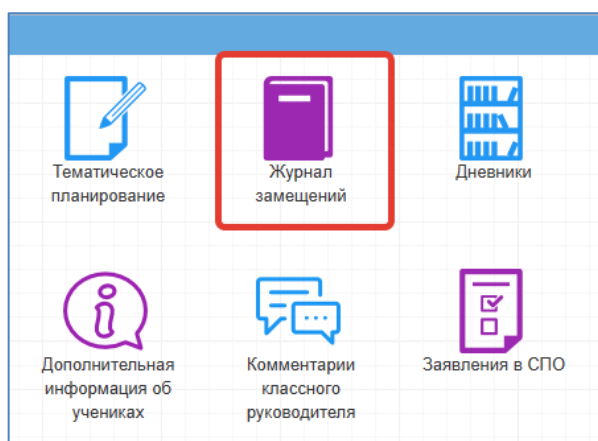 Тематическое
планирование
Журнал
замещений
Дневники
Дополнительная
информация об
учениках
Комментарии
классного
руководителя
Заявления в СПО